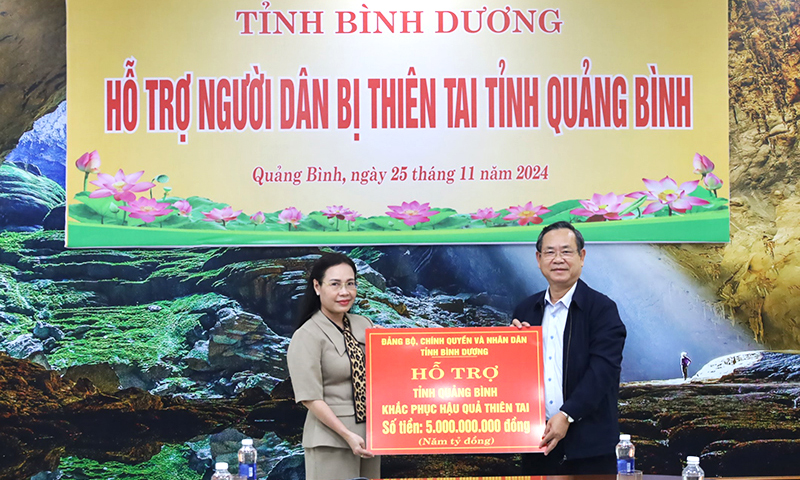 TỈNH BÌNH DƯƠNG
HỖ TRỢ NGƯỜI DÂN BỊ THIÊN TAI TỈNH QUẢNG BÌNH
Quảng Bình, ngày 25 tháng 11 năm 2024
ĐẢNG BỘ, CHÍNH QUYỀN VÀ NHÂN DÂN
TỈNH BÌNH DƯƠNG
HỖ TRỢ
TỈNH QUẢNG BÌNH
KHẮC PHỤC HẬU QUẢ THIÊN TAI
Số tiền: 5.000.000.000 đồng
(Năm tỷ đồng)